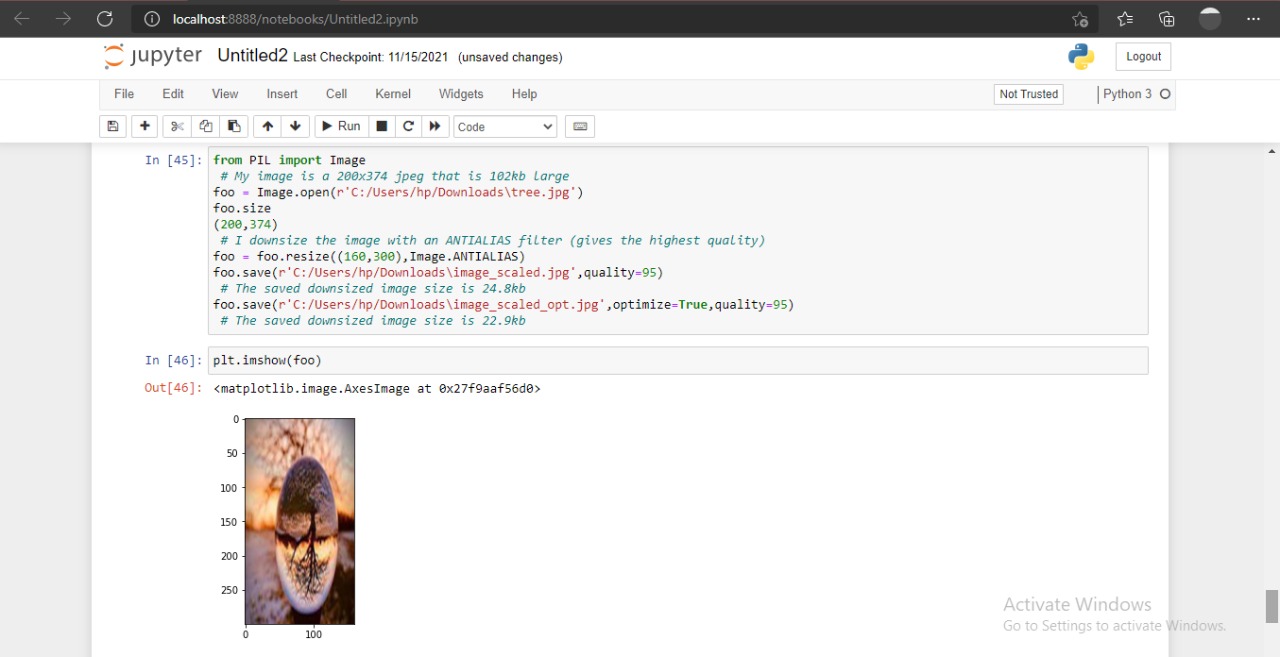 localhost:8888/notebooks/Untitled2.ipynb
jupyter Untitled2 Last Checkpoint: 11/15/2021 (unsaved changes)
Logout
File Edit View Insert Cell Kernel Widgets Help
Not Trusted
Python 3
Run
Code
In [45]:
from PIL import Image
# My image is a 200x374 jpeg that is 102kb large
foo = Image.open(r'C:/Users/hp/Downloads\tree.jpg')
foo.size
(200,374)
# I downsize the image with an ANTIALIAS filter (gives the highest quality)
foo = foo.resize((160,300),Image.ANTIALIAS)
foo.save(r'C:/Users/hp/Downloads\image_scaled.jpg',quality=95)
# The saved downsized image size is 24.8kb
foo.save(r'C:/Users/hp/Downloads\image_scaled_opt.jpg',optimize=True,quality=95)
# The saved downsized image size is 22.9kb
In [46]: plt.imshow(foo)
Out[46]: <matplotlib.image.AxesImage at 0x27f9aaf56d0>
0
50
100
150
200
250
0 100
Activate Windows
Go to Settings to activate Windows.